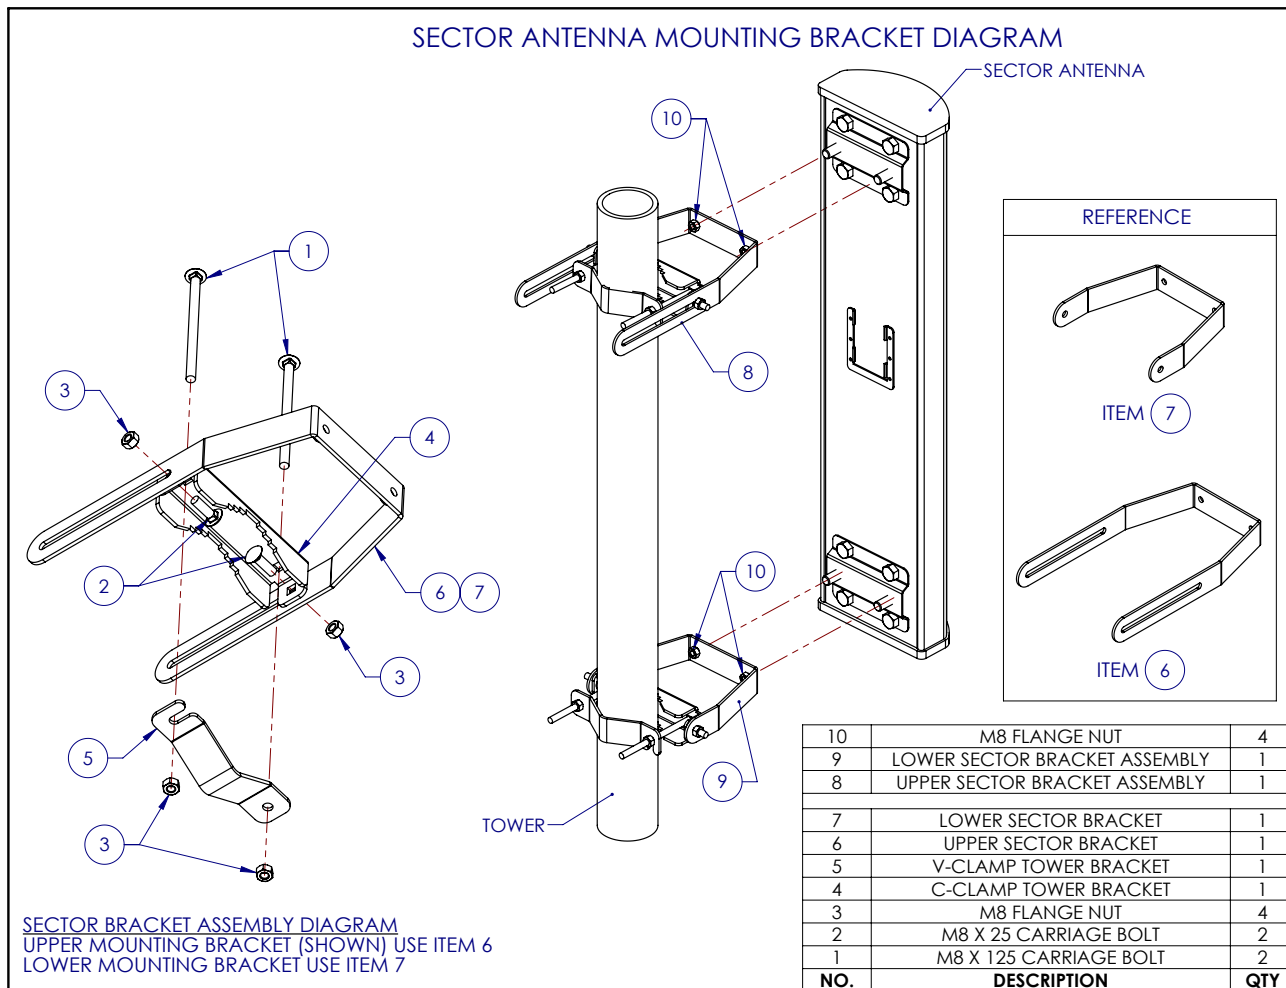 SECTOR ANTENNA MOUNTING BRACKET DIAGRAM
SECTOR ANTENNA
10
1
3
8
4
2
6 7
3
5
3
10
9
TOWER
REFERENCE
ITEM 7
ITEM 6
SECTOR BRACKET ASSEMBLY DIAGRAM
UPPER MOUNTING BRACKET (SHOWN) USE ITEM 6
LOWER MOUNTING BRACKET USE ITEM 7
10 M8 FLANGE NUT 4
9 LOWER SECTOR BRACKET ASSEMBLY 1
8 UPPER SECTOR BRACKET ASSEMBLY 1
7 LOWER SECTOR BRACKET 1
6 UPPER SECTOR BRACKET 1
5 V-CLAMP TOWER BRACKET 1
4 C-CLAMP TOWER BRACKET 1
3 M8 FLANGE NUT 4
2 M8 X 25 CARRIAGE BOLT 2
1 M8 X 125 CARRIAGE BOLT 2
NO. DESCRIPTION QTY